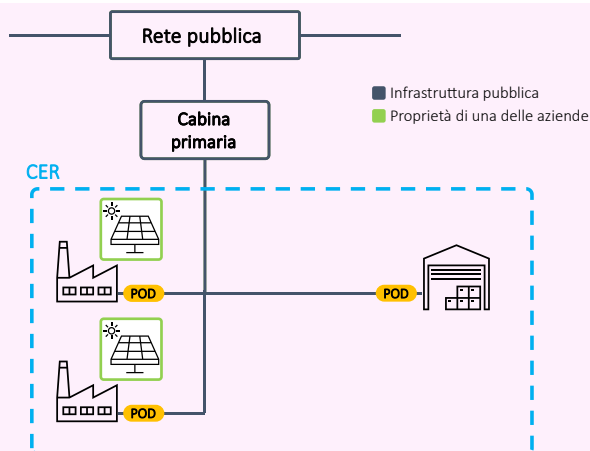 Rete pubblica
Infrastruttura pubblica
Cabina
primaria
Proprietà di una delle aziende
CER
POD
POD
POD